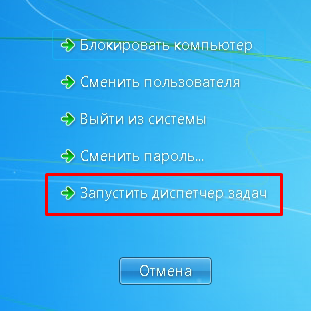 Блокировать компьютер
Сменить пользователя
Выйти из системы
Сменить пароль...
Запустить диспетчер задач
Отмена